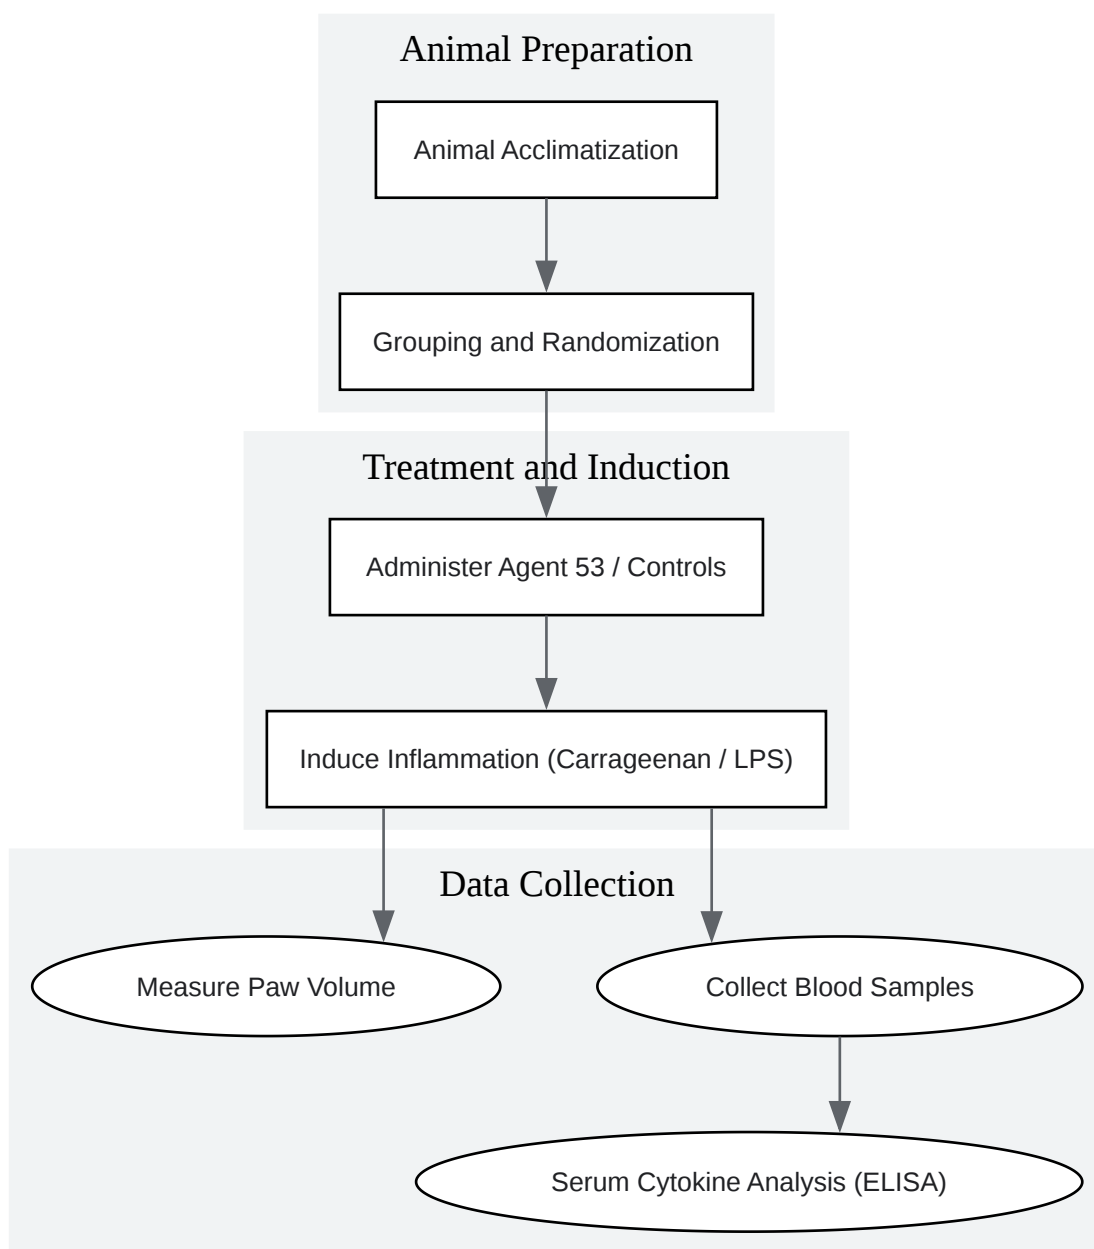 Animal Preparation
Animal Acclimatization
Grouping and Randomization
Treatment and Induction
Administer Agent 53 / Controls
Induce Inflammation (Carrageenan / LPS)
Data Collection
Measure Paw Volume
Collect Blood Samples
Serum Cytokine Analysis (ELISA)